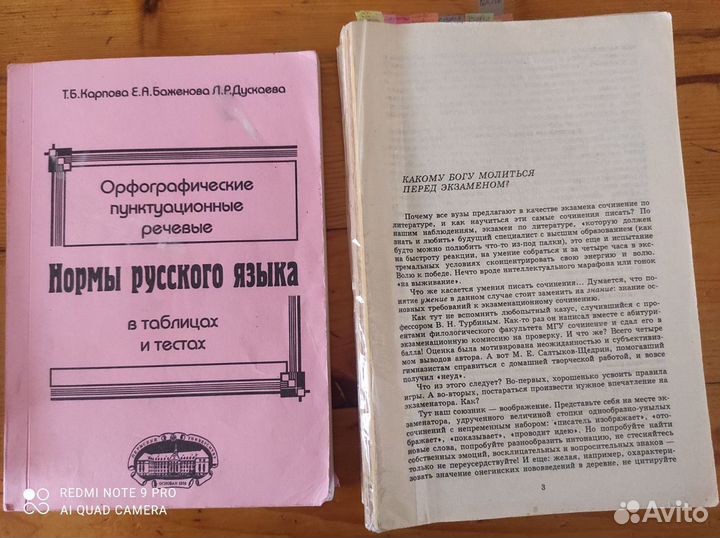 Т.Б.Карпова Е.А.Баженова Л.Р.Дускаева
Орфографические
пунктуационные
речевые
Нормы русского языка
в таблицах
и тестах
REDMI NOTE 9 PRO
AI QUAD CAMERA
КАКОМУ БОГУ МОЛИТЬСЯ
ПЕРЕД ЭКЗАМЕНОМ?
Почему все вузы предлагают в качестве экзамена сочинение по
литературе, и как научиться эти самые сочинения писать? По
нашим наблюдениям, экзамен по литературе, «которую должен
знать и любить» будущий специалист с высшим образованием (как
будто можно полюбить что-то из-под палки), это еще и испытание
на быстроту реакции, на умение собраться и за четыре часа в экс-
тремальных условиях сконцентрировать свою энергию и волю.
Волю к победе. Нечто вроде интеллектуального марафона или гонок
«на выживание».
Что же касается умения писать сочинения... Думается, что по-
нятие умение в данном случае стоит заменить на знание: знание ос-
новных требований к экзаменационному сочинению.
Как тут не вспомнить любопытный казус, случившийся с про-
фессором В. Н. Турбиным. Как-то раз он написал вместе с абитури-
ентами филологического факультета МГУ сочинение и сдал его в
экзаменационную комиссию на проверку. И что же? Всего четыре
балла! Оценка была мотивирована неожиданностью и субъективиз-
мом выводов автора. А вот М. Е. Салтыков-Щедрин, помогавший
гимназистам справиться с домашней творческой работой, и вовсе
получил «неуд».
Что из этого следует? Во-первых, хорошенько усвоить правила
игры. А во-вторых, постараться произвести нужное впечатление на
экзаменатора. Как?
Тут наш союзник — воображение. Представьте себя на месте эк-
заменатора, удрученного величиной стопки однообразно-унылых
сочинений с непременным набором: «писатель изображает», «ото-
бражает», «показывает», «проводит идею». Но попробуйте найти
новые слова, попробуйте разнообразить интонацию, не стесняйтесь
собственных эмоций, восклицательных и вопросительных знаков —
только не переусердствуйте! И еще: желая, например, охарактери-
зовать значение онегинских нововведений в деревне, не цитируйте
3
Avito